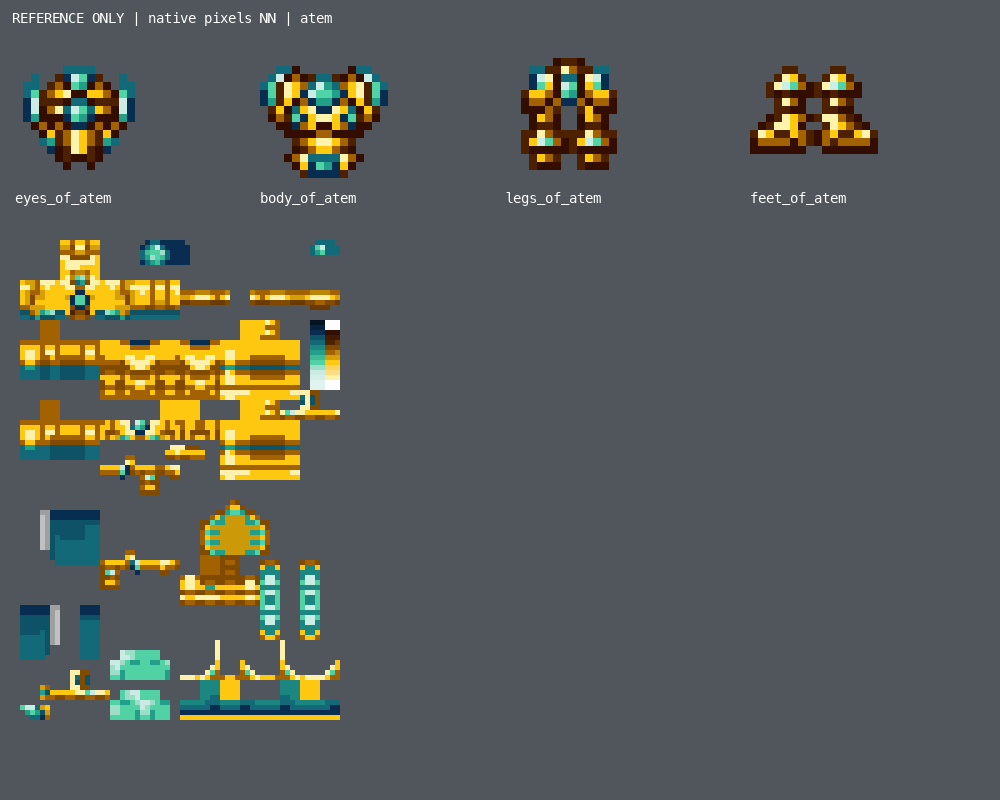 REFERENCE ONLY | native pixels NN | atem
eyes_of_atem
body_of_atem
legs_of_atem
feet_of_atem